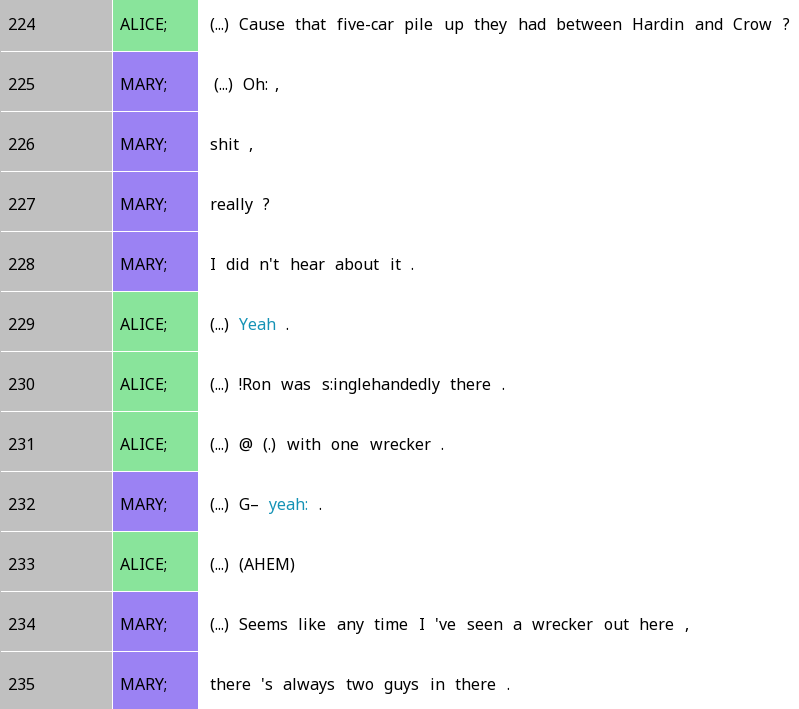 224 ALICE; (...) Cause that five-car pile up they had between Hardin and Crow ?
225 MARY; (...) Oh: ,
226 MARY; shit ,
227 MARY; really ?
228 MARY; I did n't hear about it .
229 ALICE; (...) Yeah .
230 ALICE; (...) !Ron was s:inglehandedly there .
231 ALICE; (...) @ (.) with one wrecker .
232 MARY; (...) G– yeah: .
233 ALICE; (...) (AHEM)
234 MARY; (...) Seems like any time I 've seen a wrecker out here ,
235 MARY; there 's always two guys in there .